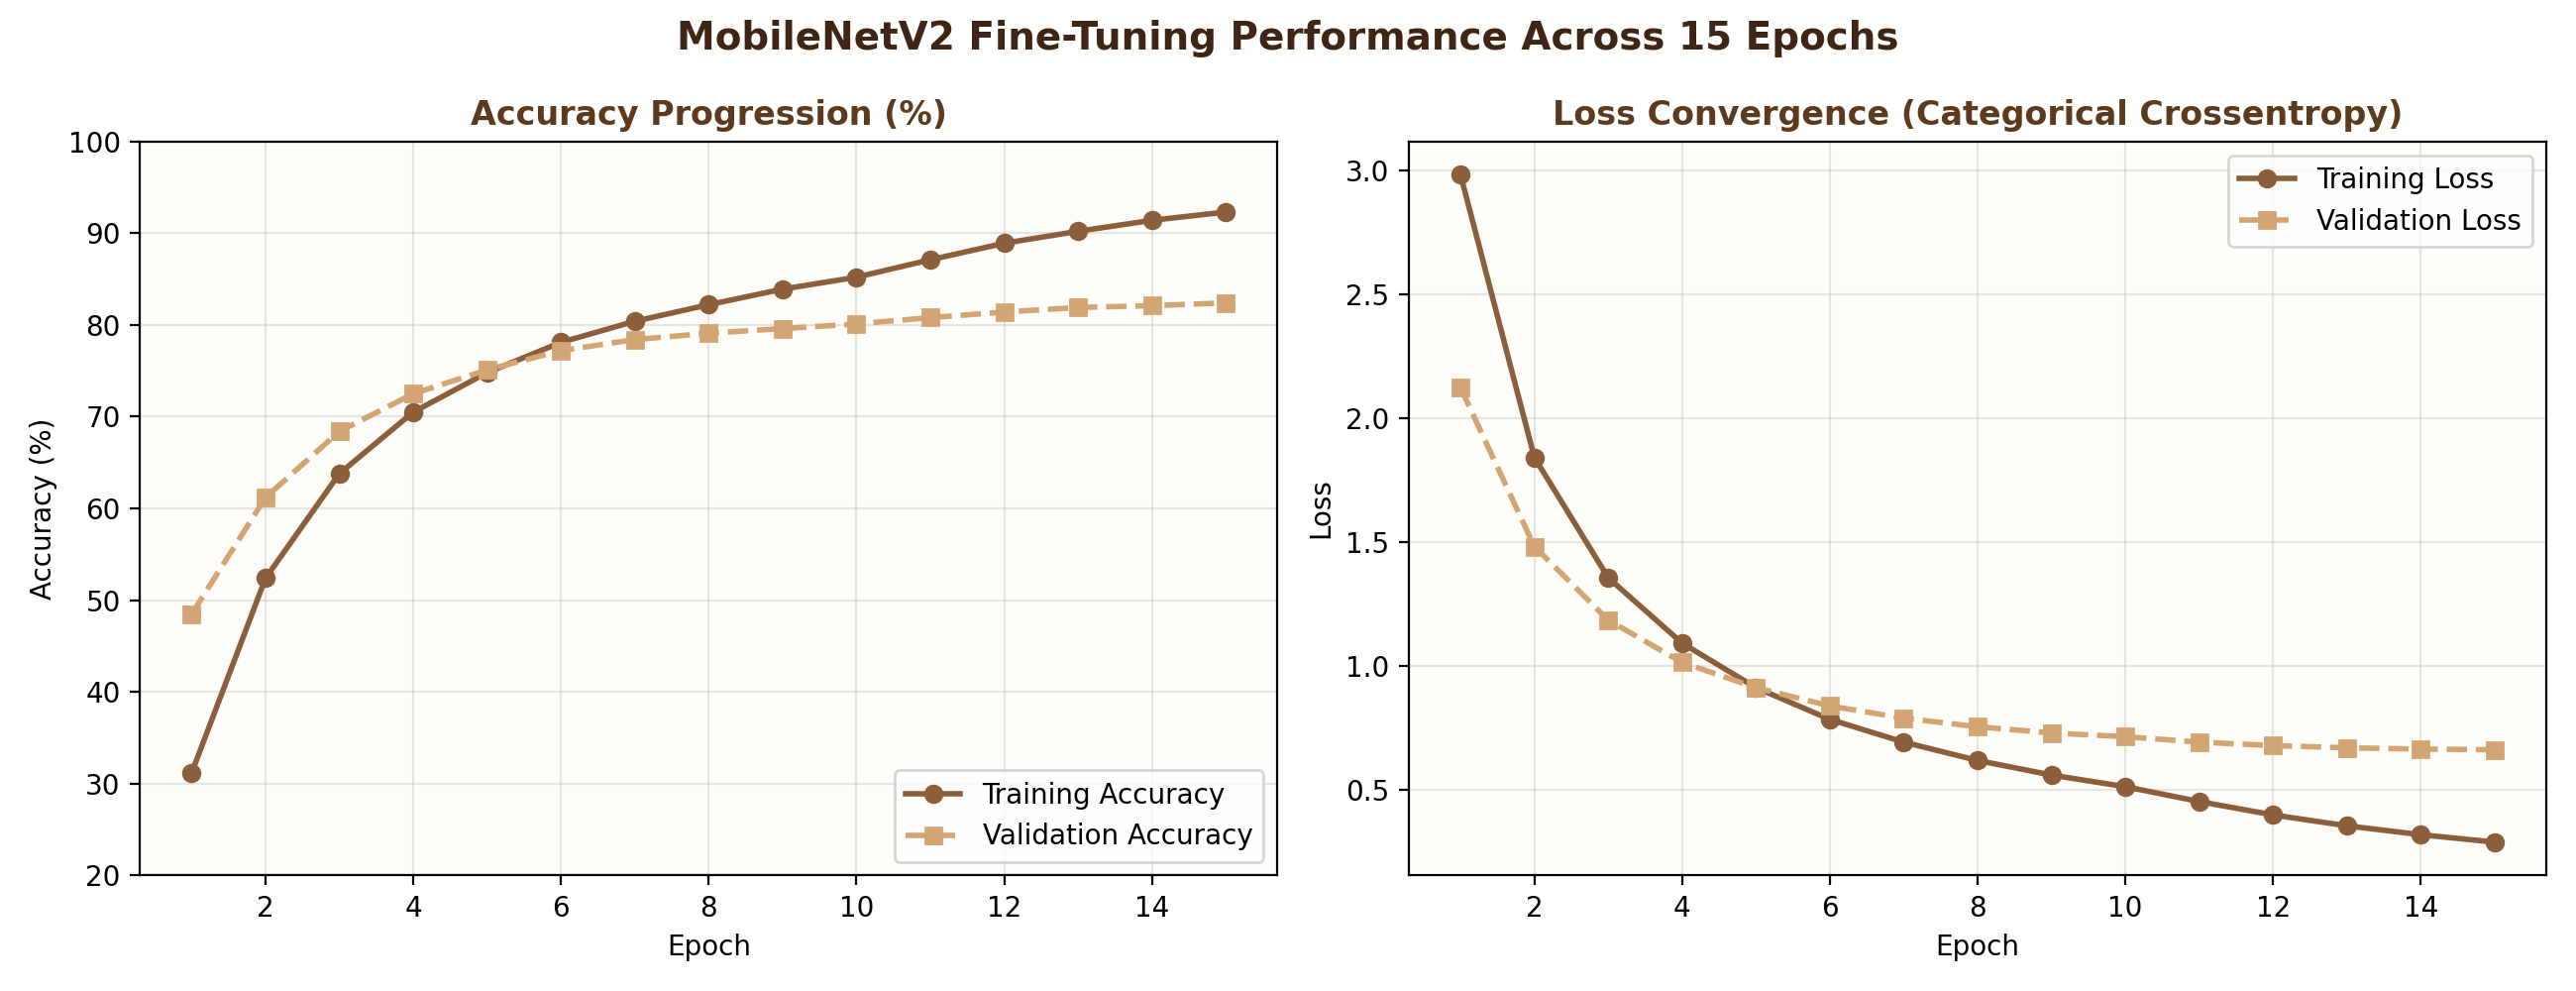 MobileNetV2 Fine-Tuning Performance Across 15 Epochs
Accuracy Progression (%)
100
90
80
70
60
50
40
30
20
Accuracy (%)
2 4 6 8 10 12 14
Epoch
Training Accuracy
Validation Accuracy
Loss Convergence (Categorical Crossentropy)
3.0
2.5
2.0
1.5
1.0
0.5
Loss
2 4 6 8 10 12 14
Epoch
Training Loss
Validation Loss